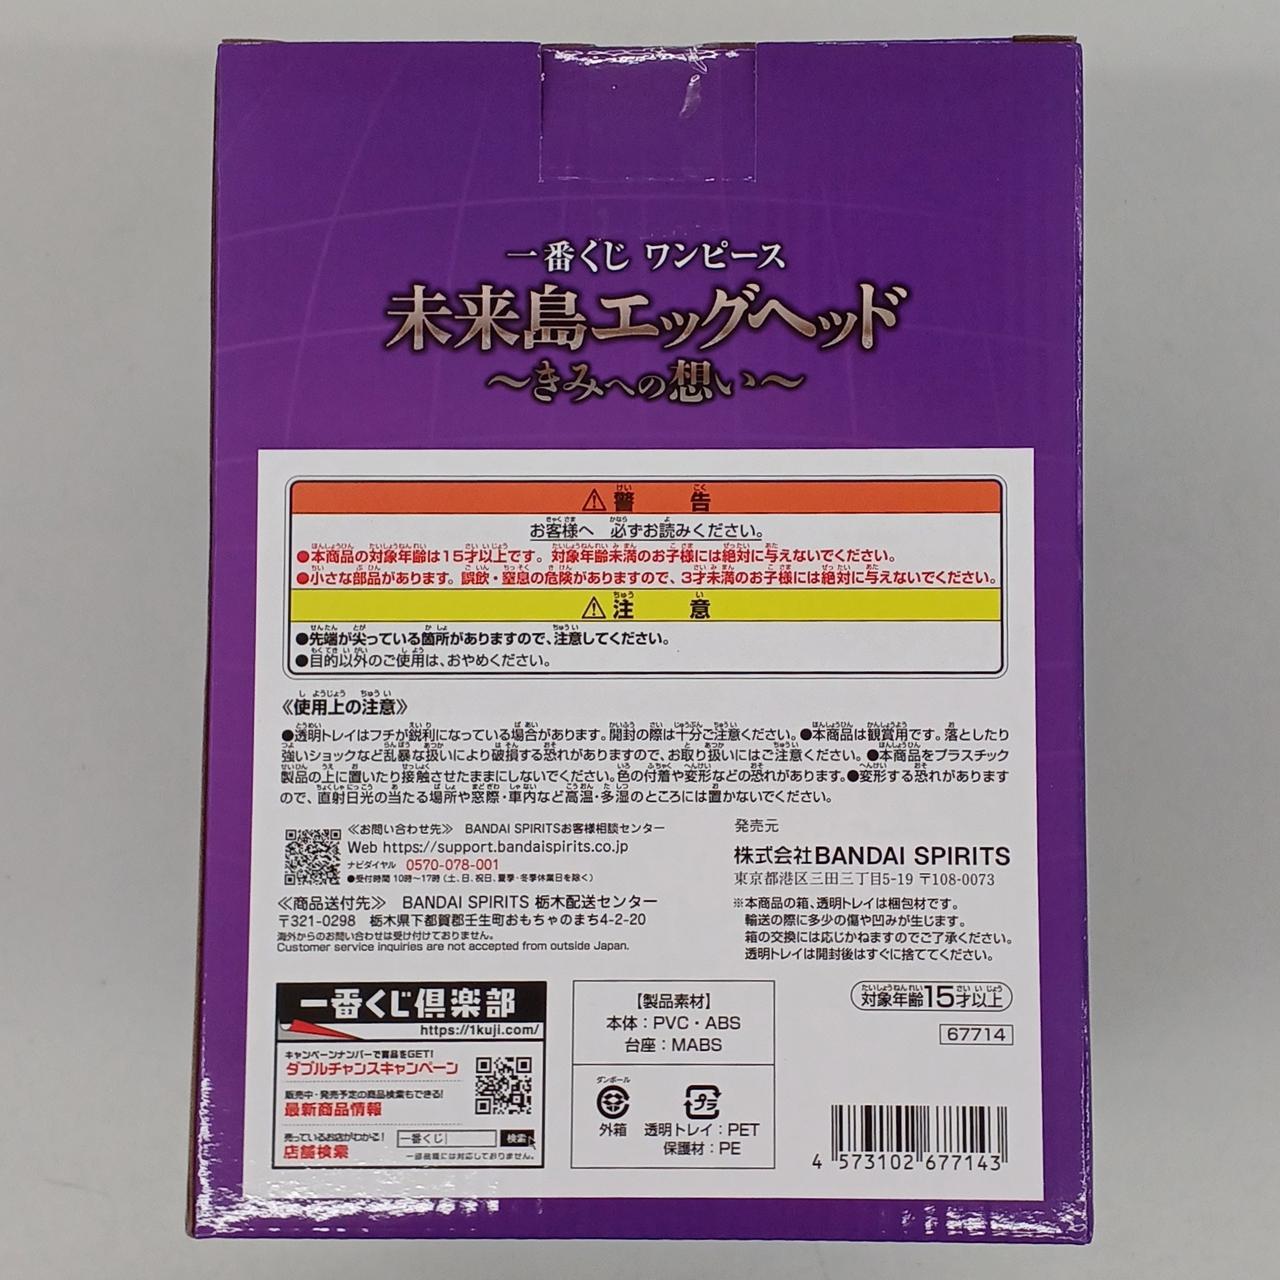 一番くじ ワンピース
未来島エッグヘッド
～きみへの想い～
⚠警告
お客様へ 必ずお読みください。
●本商品の対象年齢は15才以上です。対象年齢未満のお子様には絶対に与えないでください。
●小さな部品があります。誤飲・窒息の危険がありますので、3才未満のお子様には絶対に与えないでください。
⚠注意
●先端が尖っている箇所がありますので、注意してください。
●目的以外のご使用は、おやめください。
《使用上の注意》
●透明トレイはフチが鋭利になっている場合があります。開封の際は十分ご注意ください。●本商品は観賞用です。落としたり
強いショックなど乱暴な扱いにより破損する恐れがありますので、お取り扱いにはご注意ください。●本商品をプラスチック
製品の上に置いたり接触させたままにしないでください。色の付着や変形などの恐れがあります。●変形する恐れがあります
ので、直射日光の当たる場所や窓際・車内など高温・多湿のところには置かないでください。
≪お問い合わせ先≫ BANDAI SPIRITSお客様相談センター
Web https://support.bandaispirits.co.jp
ナビダイヤル 0570-078-001
●受付時間 10時～17時(土、日、祝日、夏季・冬季休業日を除く)
≪商品送付先≫ BANDAI SPIRITS 栃木配送センター
〒321-0298 栃木県下都賀郡壬生町おもちゃのまち4-2-20
海外からのお問い合わせは受け付けておりません。
Customer service inquiries are not accepted from outside Japan.
発売元
株式会社BANDAI SPIRITS
東京都港区三田三丁目5-19 〒108-0073
※本商品の箱、透明トレイは梱包材です。
輸送の際に多少の傷や凹みが生じます。
箱の交換には応じかねますのでご了承ください。
透明トレイは開封後はすぐに捨ててください。
一番くじ倶楽部
https://1kuji.com/
キャンペーンナンバーで賞品をGET!
ダブルチャンスキャンペーン
販売中・発売予定の商品検索もできる!
最新商品情報
売っているお店がわかる!
店舗検索
一番くじ 検索
一部機種には対応しておりません。
【製品素材】
本体：PVC・ABS
台座：MABS
ダンボール
外箱
プラ
透明トレイ：PET
保護材：PE
対象年齢15才以上
67714
4 573102 677143